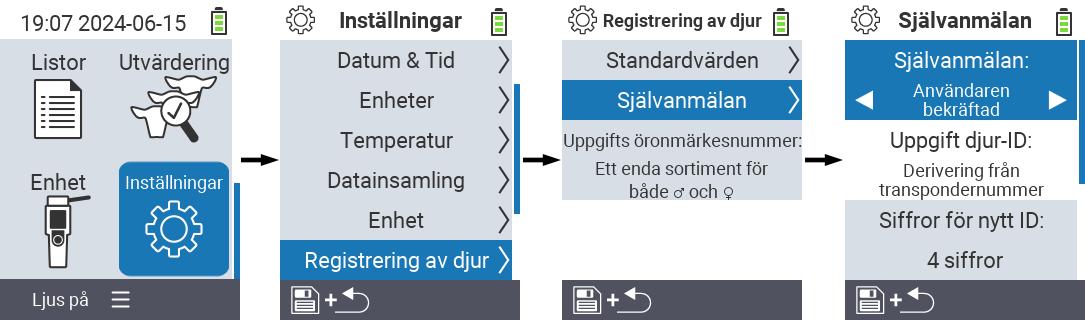 19:07 2024-06-15
Listor
Utvärdering
Enhet
Inställningar
Ljus på
Inställningar
Datum & Tid
Enheter
Temperatur
Datainsamling
Enhet
Registrering av djur
+
Registrering av djur
Standardvärden
Självanmälan
Uppgifts öronmärkesnummer:
Ett enda sortiment för
både ♂ och ♀
+
Självanmälan
Självanmälan:
Användaren
bekräftad
Uppgift djur-ID:
Derivering från
transpondernummer
Siffror för nytt ID:
4 siffror
+